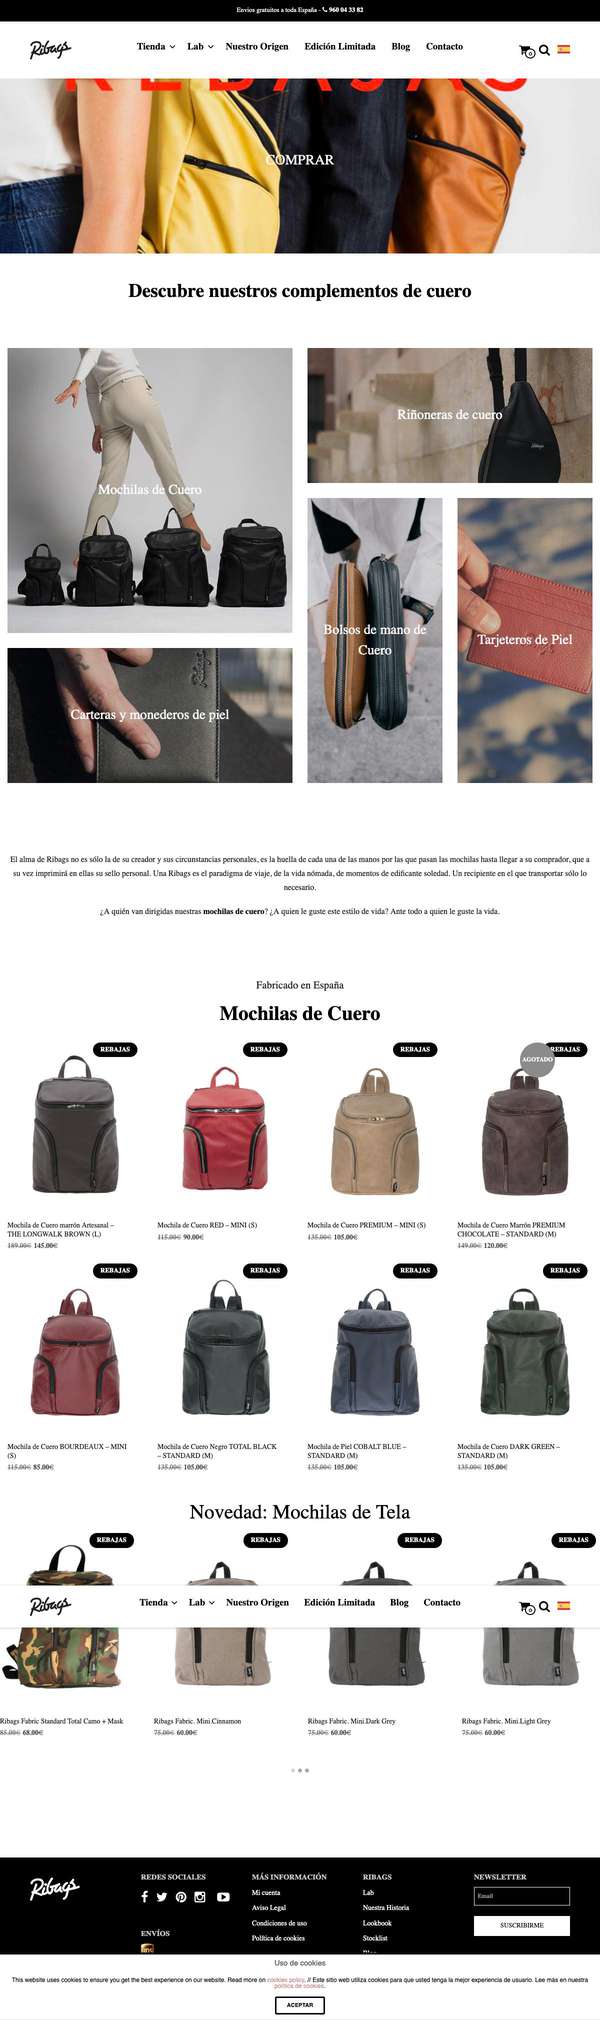 Envíos gratuitos a toda España - 960 04 33 82
Ribags
Tienda Lab Nuestro Origen Edición Limitada Blog Contacto
0
REBAJAS
COMPRAR
Descubre nuestros complementos de cuero
Mochilas de Cuero
Riñoneras de cuero
Ribags
Bolsos de mano de
Cuero
Tarjeteros de Piel
Ribags
Carteras y monederos de piel
El alma de Ribags no es sólo la de su creador y sus circunstancias personales, es la huella de cada una de las manos por las que pasan las mochilas hasta llegar a su comprador, que a
su vez imprimirá en ellas su sello personal. Una Ribags es el paradigma de viaje, de la vida nómada, de momentos de edificante soledad. Un recipiente en el que transportar sólo lo
necesario.
¿A quién van dirigidas nuestras mochilas de cuero? ¿A quien le guste este estilo de vida? Ante todo a quien le guste la vida.
Fabricado en España
Mochilas de Cuero
REBAJAS REBAJAS REBAJAS REBAJAS
AGOTADO
Mochila de Cuero marrón Artesanal –
THE LONGWALK BROWN (L)
189.00€ 145.00€
Mochila de Cuero RED – MINI (S)
115.00€ 90.00€
Mochila de Cuero PREMIUM – MINI (S)
135.00€ 105.00€
Mochila de Cuero Marrón PREMIUM
CHOCOLATE – STANDARD (M)
149.00€ 120.00€
REBAJAS REBAJAS REBAJAS REBAJAS
Mochila de Cuero BOURDEAUX – MINI
(S)
115.00€ 85.00€
Mochila de Cuero Negro TOTAL BLACK
– STANDARD (M)
135.00€ 105.00€
Mochila de Piel COBALT BLUE –
STANDARD (M)
135.00€ 105.00€
Mochila de Cuero DARK GREEN –
STANDARD (M)
135.00€ 105.00€
Novedad: Mochilas de Tela
REBAJAS REBAJAS REBAJAS REBAJAS
Ribags
Tienda Lab Nuestro Origen Edición Limitada Blog Contacto
0
Ribags Fabric Standard Total Camo + Mask
85.00€ 68.00€
Ribags Fabric. Mini.Cinnamon
75.00€ 60.00€
Ribags Fabric. Mini.Dark Grey
75.00€ 60.00€
Ribags Fabric. Mini.Light Grey
75.00€ 60.00€
Ribags
REDES SOCIALES
ENVÍOS
MÁS INFORMACIÓN
Mi cuenta
Aviso Legal
Condiciones de uso
Política de cookies
RIBAGS
Lab
Nuestra Historia
Lookbook
Stocklist
NEWSLETTER
Email
SUSCRIBIRME
Uso de cookies
This website uses cookies to ensure you get the best experience on our website. Read more on cookies policy. // Este sitio web utiliza cookies para que usted tenga la mejor experiencia de usuario. Lee más en nuestra
política de cookies.
ACEPTAR